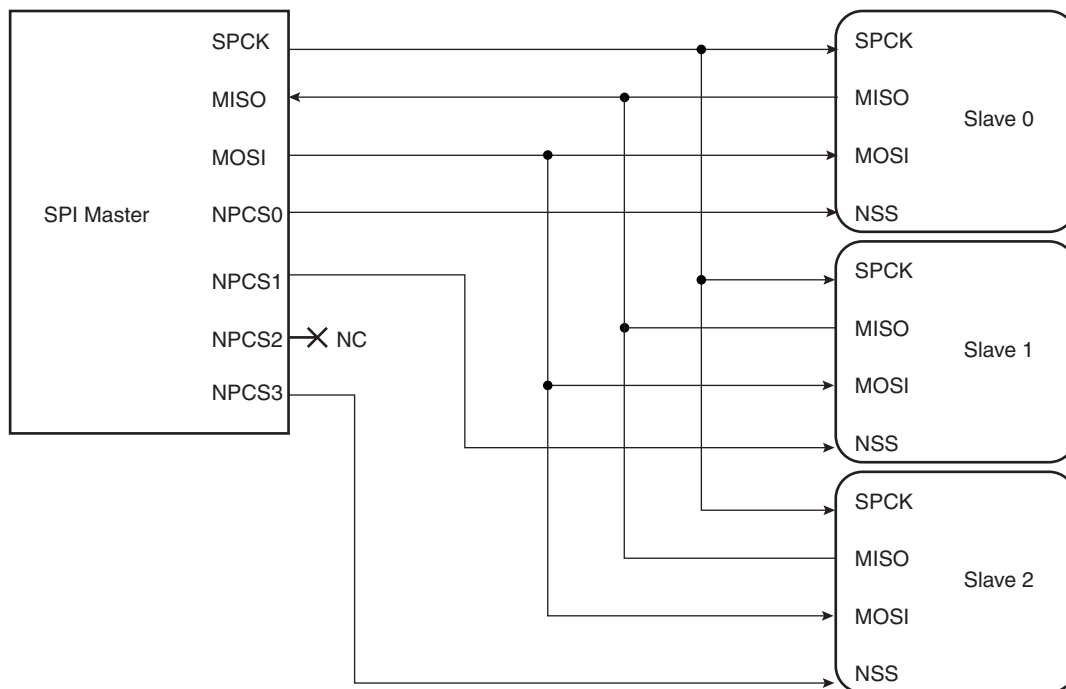 SPI Master
SPCK
MISO
MOSI
NPCS0
NPCS1
NPCS2
NC
NPCS3
SPCK
MISO
Slave 0
MOSI
NSS
SPCK
MISO
Slave 1
MOSI
NSS
SPCK
MISO
Slave 2
MOSI
NSS